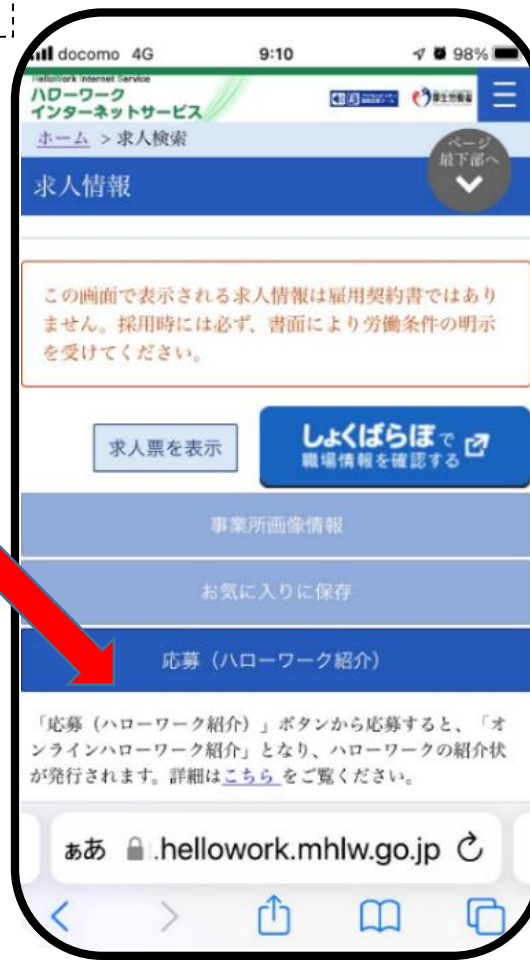 docomo 4G 9:10 98%
HelloWork Internet Service
ハローワーク
インターネットサービス
厚生労働省
ホーム > 求人検索
ページ
最下部へ
求人情報
この画面で表示される求人情報は雇用契約書ではあり
ません。採用時には必ず、書面により労働条件の明示
を受けてください。
求人票を表示
しょくばらぼで
職場情報を確認する
事業所画像情報
お気に入りに保存
応募（ハローワーク紹介）
「応募（ハローワーク紹介）」ボタンから応募すると、「オ
ンラインハローワーク紹介」となり、ハローワークの紹介状
が発行されます。詳細はこちら をご覧ください。
ぁあ .hellowork.mhlw.go.jp